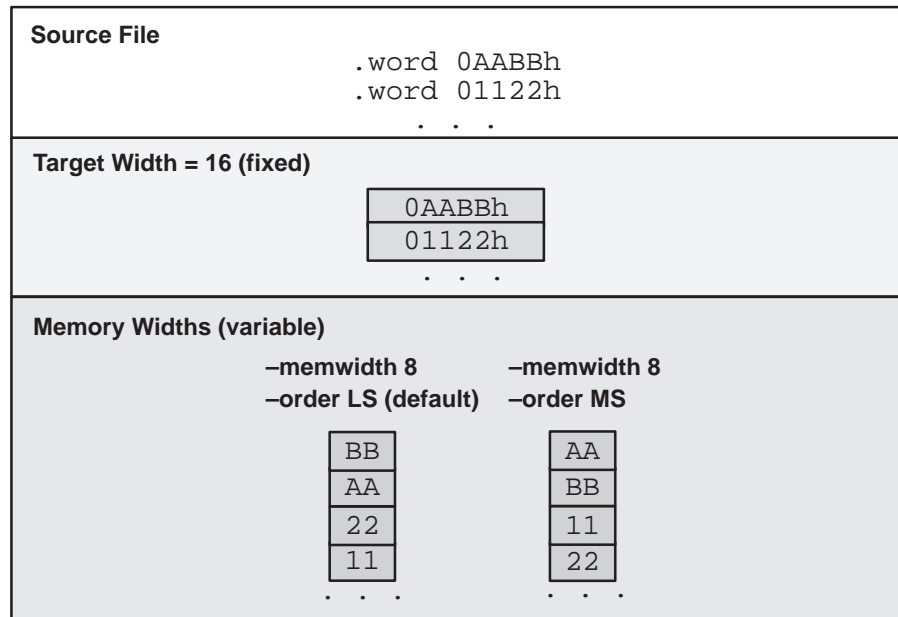 Source File
.word 0AABBh
.word 01122h
. . .
Target Width = 16 (fixed)
0AABBh
01122h
. . .
Memory Widths (variable)
–memwidth 8 –memwidth 8
–order LS (default) –order MS
BB AA
AA BB
22 11
11 22
. . . . . .